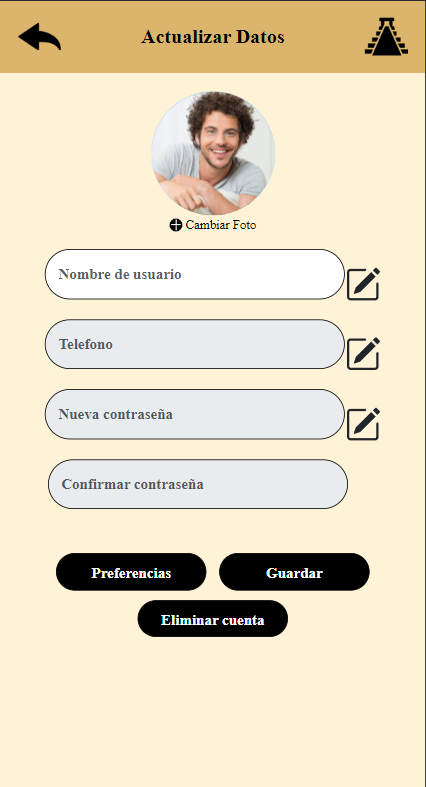 Actualizar Datos
Cambiar Foto
Nombre de usuario
Telefono
Nueva contraseña
Confirmar contraseña
Preferencias
Guardar
Eliminar cuenta